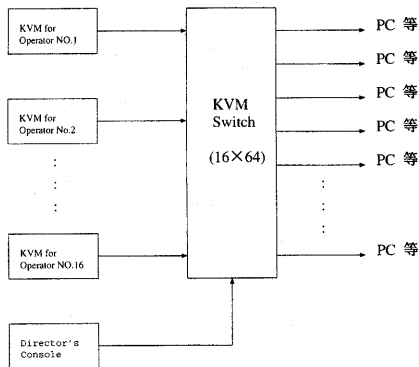 KVM for
Operator NO.1
KVM for
Operator No.2
KVM for
Operator NO.16
Director's
Console
KVM
Switch
(16×64)
PC 等
PC 等
PC 等
PC 等
PC 等
PC 等